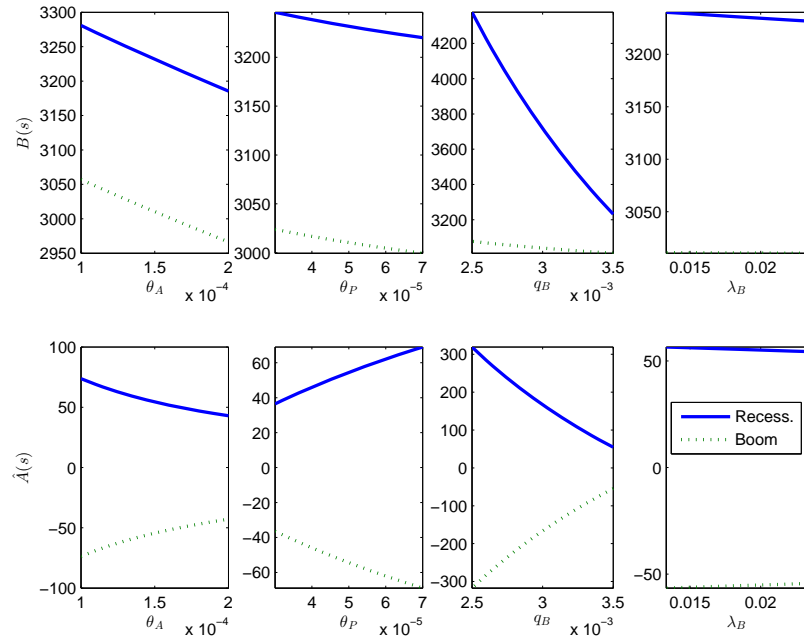 3300
3250
3200
3150
3100
3050
3000
2950
B(s)
1 1.5 2
θ_A
x 10⁻⁴
3200
3150
3100
3050
3000
4 5 6 7
θ_P
x 10⁻⁵
4200
4000
3800
3600
3400
3200
2.5 3 3.5
q_B
x 10⁻³
3200
3150
3100
3050
0.015 0.02
λ_B
100
50
0
−50
−100
Â(s)
1 1.5 2
θ_A
x 10⁻⁴
60
40
20
0
−20
−40
−60
4 5 6 7
θ_P
x 10⁻⁵
300
200
100
0
−100
−200
−300
2.5 3 3.5
q_B
x 10⁻³
50
0
−50
0.015 0.02
λ_B
Recess.
Boom